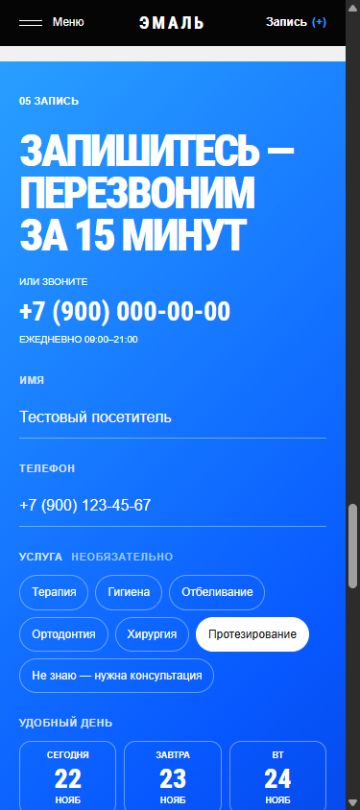 Меню ЭМАЛЬ Запись (+)
05 ЗАПИСЬ
ЗАПИШИТЕСЬ —
ПЕРЕЗВОНИМ
ЗА 15 МИНУТ
ИЛИ ЗВОНИТЕ
+7 (900) 000-00-00
ЕЖЕДНЕВНО 09:00–21:00
ИМЯ
Тестовый посетитель
ТЕЛЕФОН
+7 (900) 123-45-67
УСЛУГА НЕОБЯЗАТЕЛЬНО
Терапия Гигиена Отбеливание
Ортодонтия Хирургия Протезирование
Не знаю — нужна консультация
УДОБНЫЙ ДЕНЬ
СЕГОДНЯ ЗАВТРА ВТ
22 23 24
НОЯБ НОЯБ НОЯБ